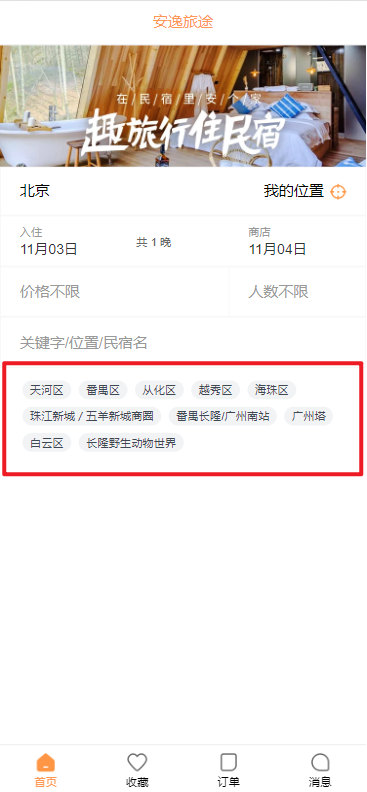 安逸旅途
在/民/宿/里/安/个/家
趣旅行住民宿
北京 我的位置
入住 商店
11月03日 共 1 晚 11月04日
价格不限 人数不限
关键字/位置/民宿名
天河区 番禺区 从化区 越秀区 海珠区
珠江新城 / 五羊新城商圈 番禺长隆/广州南站 广州塔
白云区 长隆野生动物世界
首页 收藏 订单 消息